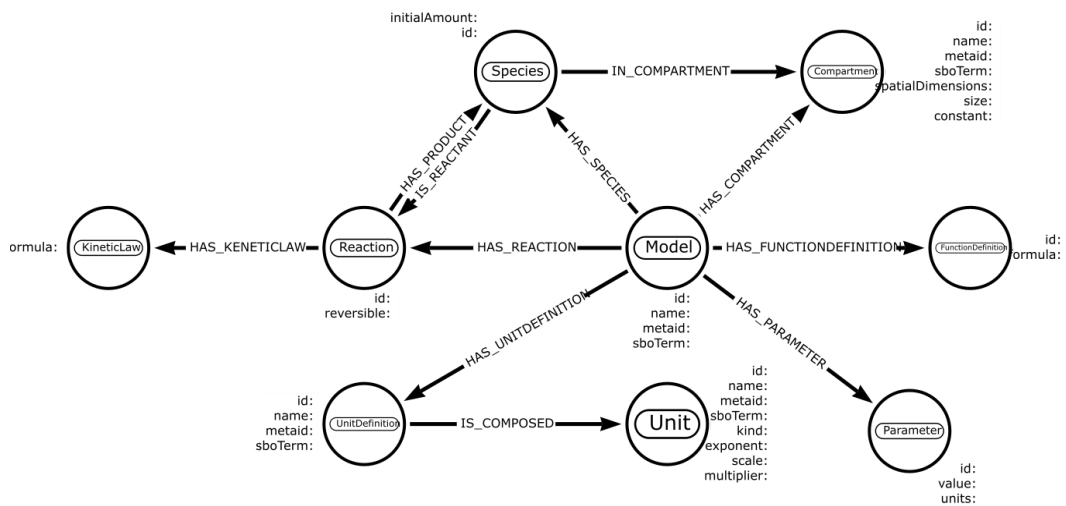 initialAmount:
id:
Species
IN_COMPARTMENT
Compartment
id:
name:
metaid:
sboTerm:
spatialDimensions:
size:
constant:
HAS_PRODUCT
IS_REACTANT
HAS_SPECIES
HAS_COMPARTMENT
ormula:
KineticLaw
HAS_KENETICLAW
Reaction
id:
reversible:
HAS_REACTION
Model
id:
name:
metaid:
sboTerm:
HAS_FUNCTIONDEFINITION
FunctionDefinition
id:
ormula:
HAS_UNITDEFINITION
HAS_PARAMETER
id:
name:
metaid:
sboTerm:
UnitDefinition
IS_COMPOSED
Unit
id:
name:
metaid:
sboTerm:
kind:
exponent:
scale:
multiplier:
Parameter
id:
value:
units: